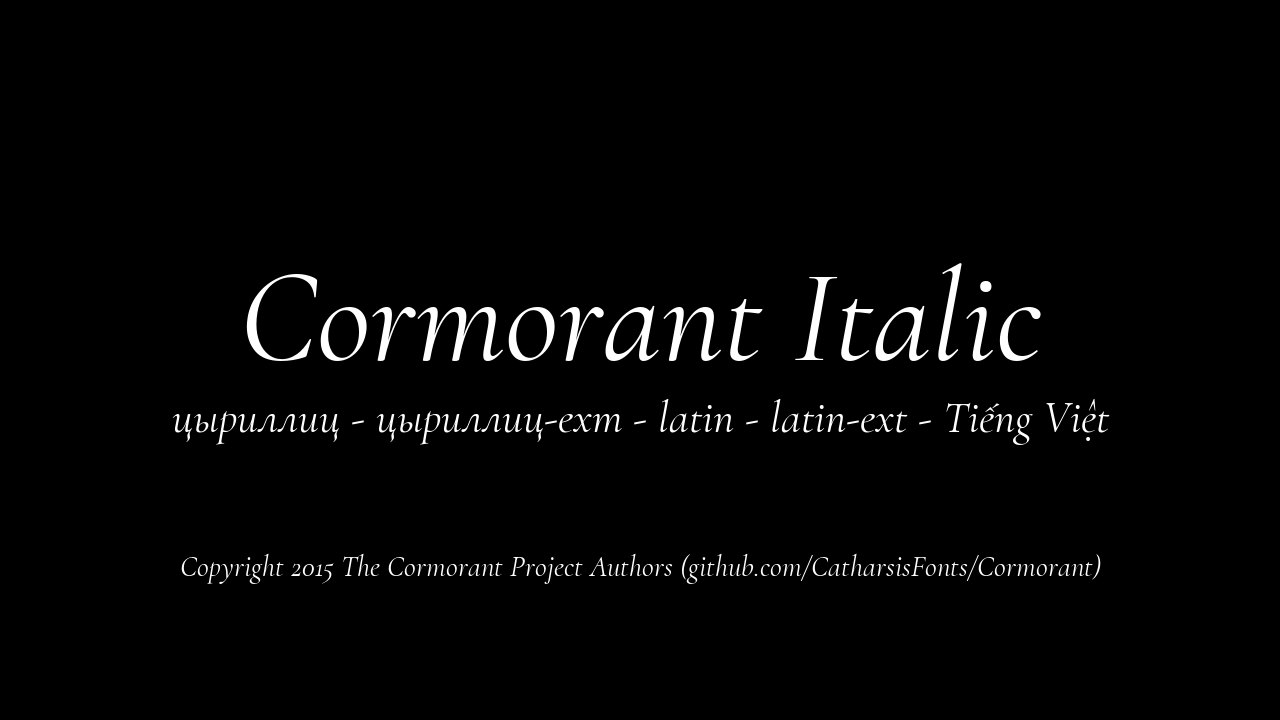 Cormorant Italic
цыриллиц - цыриллиц-ехт - latin - latin-ext - Tiếng Việt
Copyright 2015 The Cormorant Project Authors (github.com/CatharsisFonts/Cormorant)